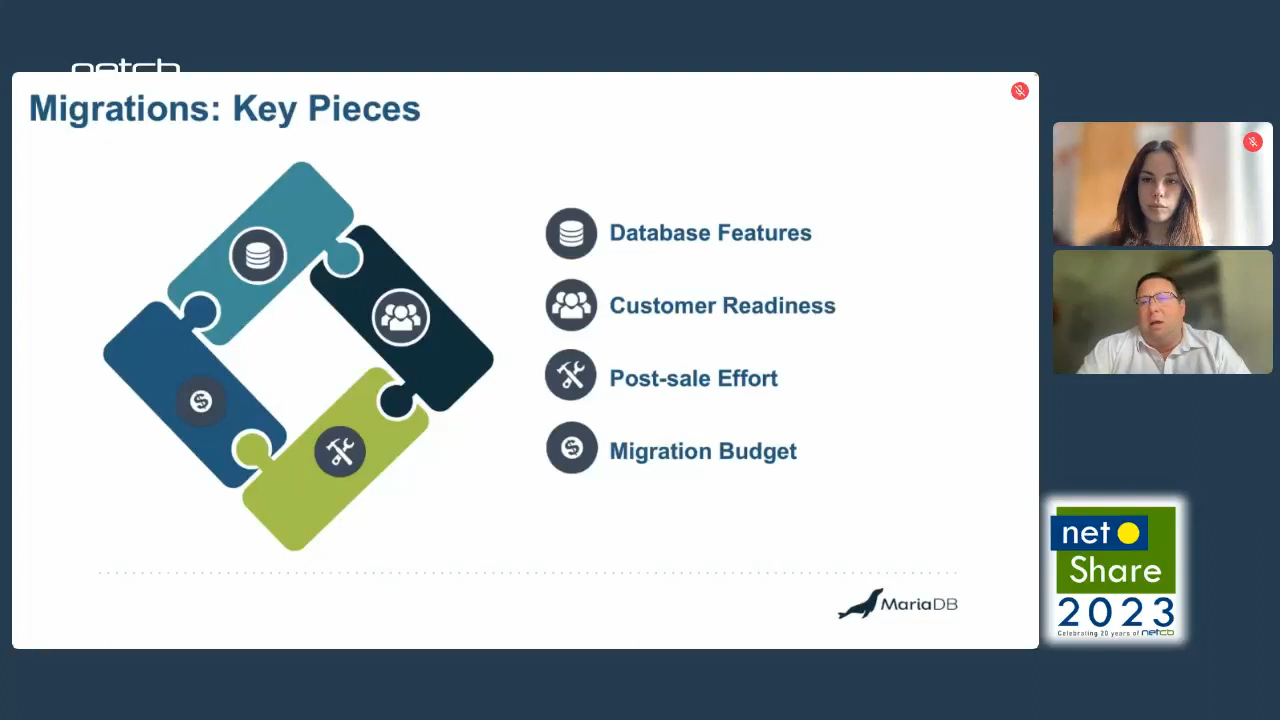 netcb
Migrations: Key Pieces
Database Features
Customer Readiness
Post-sale Effort
Migration Budget
MariaDB
net
Share
2023
Celebrating 20 years of netcb